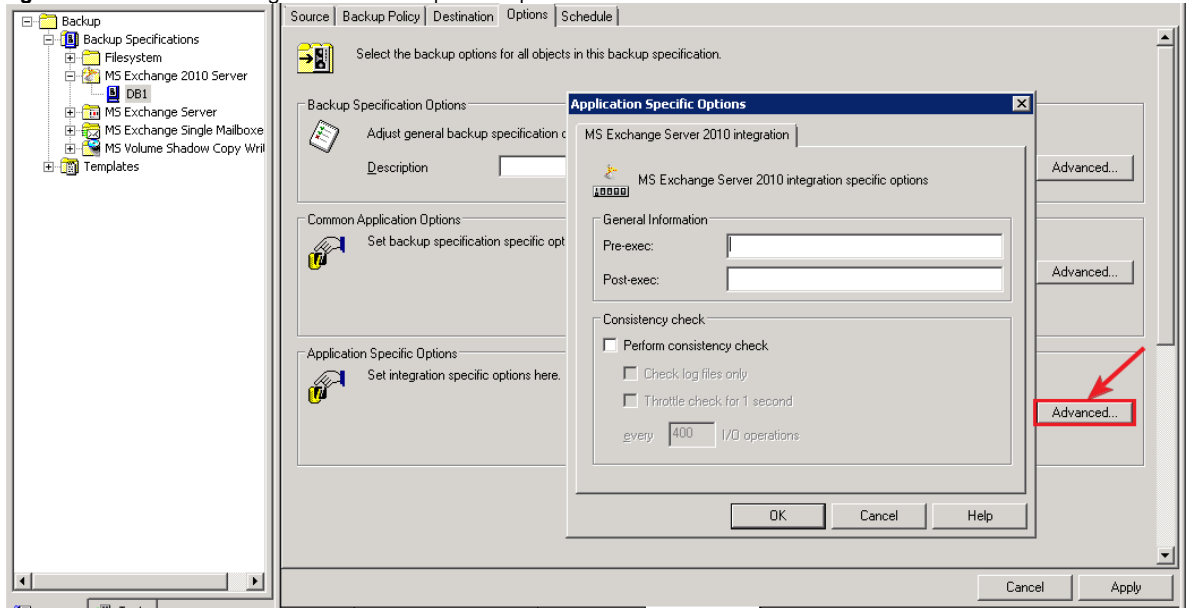 Backup
Backup Specifications
Filesystem
MS Exchange 2010 Server
DB1
MS Exchange Server
MS Exchange Single Mailboxe
MS Volume Shadow Copy Writ
Templates
Source Backup Policy Destination Options Schedule
Select the backup options for all objects in this backup specification.
Backup Specification Options
Adjust general backup specification o
Description
Advanced...
Common Application Options
Set backup specification specific opt
Advanced...
Application Specific Options
Set integration specific options here.
Advanced...
Application Specific Options
MS Exchange Server 2010 integration
MS Exchange Server 2010 integration specific options
General Information
Pre-exec:
Post-exec:
Consistency check
Perform consistency check
Check log files only
Throttle check for 1 second
every 400 I/O operations
OK Cancel Help
Cancel Apply